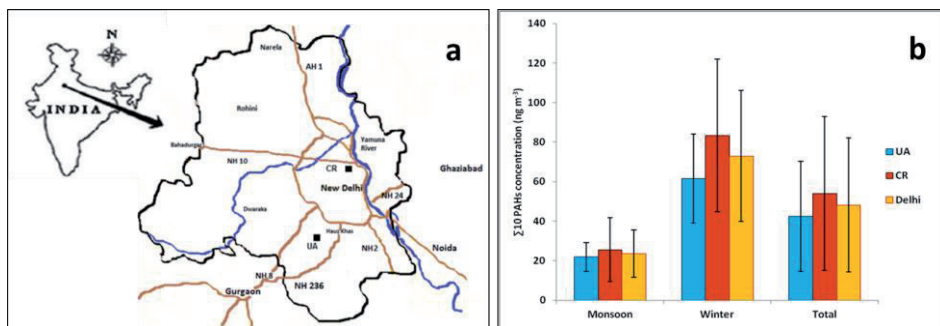 a
N
INDIA
Narela
AH 1
Rohini
Yamuna
River
Bahadurgar
NH 10
CR
Ghaziabad
New Delhi
NH 24
Dwaraka
Hauz Khas
UA
NH2
Noida
NH 8
NH 236
Gurgaon
b
∑10 PAHs concentration (ng m-3)
140
120
100
80
60
40
20
0
Monsoon
Winter
Total
UA
CR
Delhi